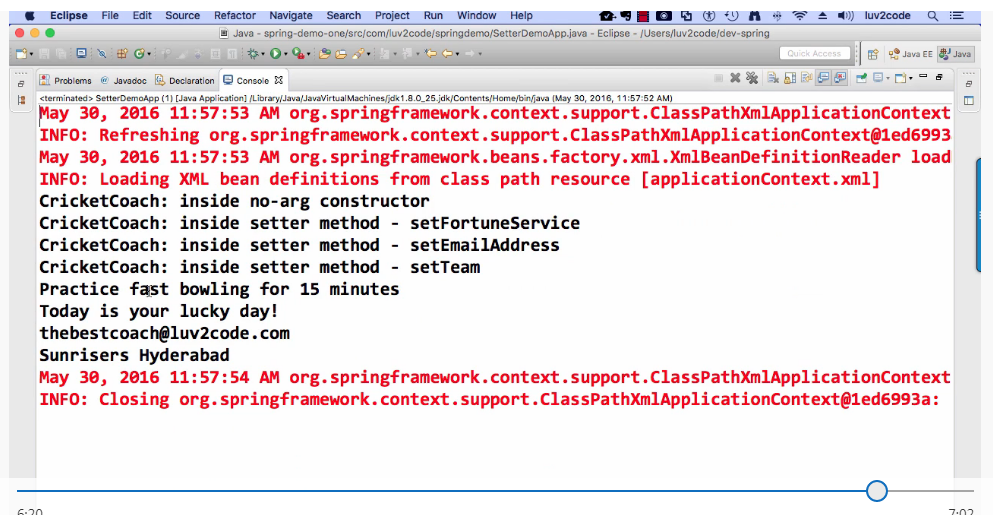 Eclipse File Edit Source Refactor Navigate Search Project Run Window Help luv2code
Java - spring-demo-one/src/com/luv2code/springdemo/SetterDemoApp.java - Eclipse - /Users/luv2code/dev-spring
Quick Access Java EE Java
Problems @ Javadoc Declaration Console
<terminated> SetterDemoApp (1) [Java Application] /Library/Java/JavaVirtualMachines/jdk1.8.0_25.jdk/Contents/Home/bin/java (May 30, 2016, 11:57:52 AM)
May 30, 2016 11:57:53 AM org.springframework.context.support.ClassPathXmlApplicationContext
INFO: Refreshing org.springframework.context.support.ClassPathXmlApplicationContext@1ed6993
May 30, 2016 11:57:53 AM org.springframework.beans.factory.xml.XmlBeanDefinitionReader load
INFO: Loading XML bean definitions from class path resource [applicationContext.xml]
CricketCoach: inside no-arg constructor
CricketCoach: inside setter method - setFortuneService
CricketCoach: inside setter method - setEmailAddress
CricketCoach: inside setter method - setTeam
Practice fast bowling for 15 minutes
Today is your lucky day!
thebestcoach@luv2code.com
Sunrisers Hyderabad
May 30, 2016 11:57:54 AM org.springframework.context.support.ClassPathXmlApplicationContext
INFO: Closing org.springframework.context.support.ClassPathXmlApplicationContext@1ed6993a:
6:20 7:02